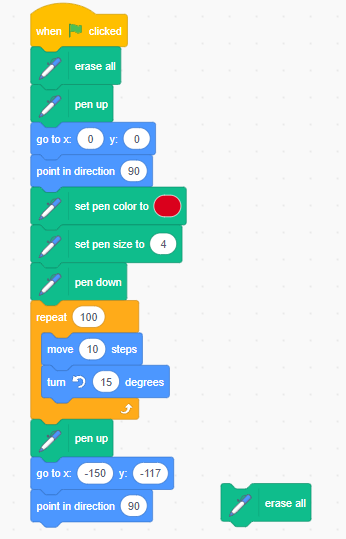 when clicked
erase all
pen up
go to x: 0 y: 0
point in direction 90
set pen color to
set pen size to 4
pen down
repeat 100
move 10 steps
turn 15 degrees
pen up
go to x: -150 y: -117
point in direction 90
erase all